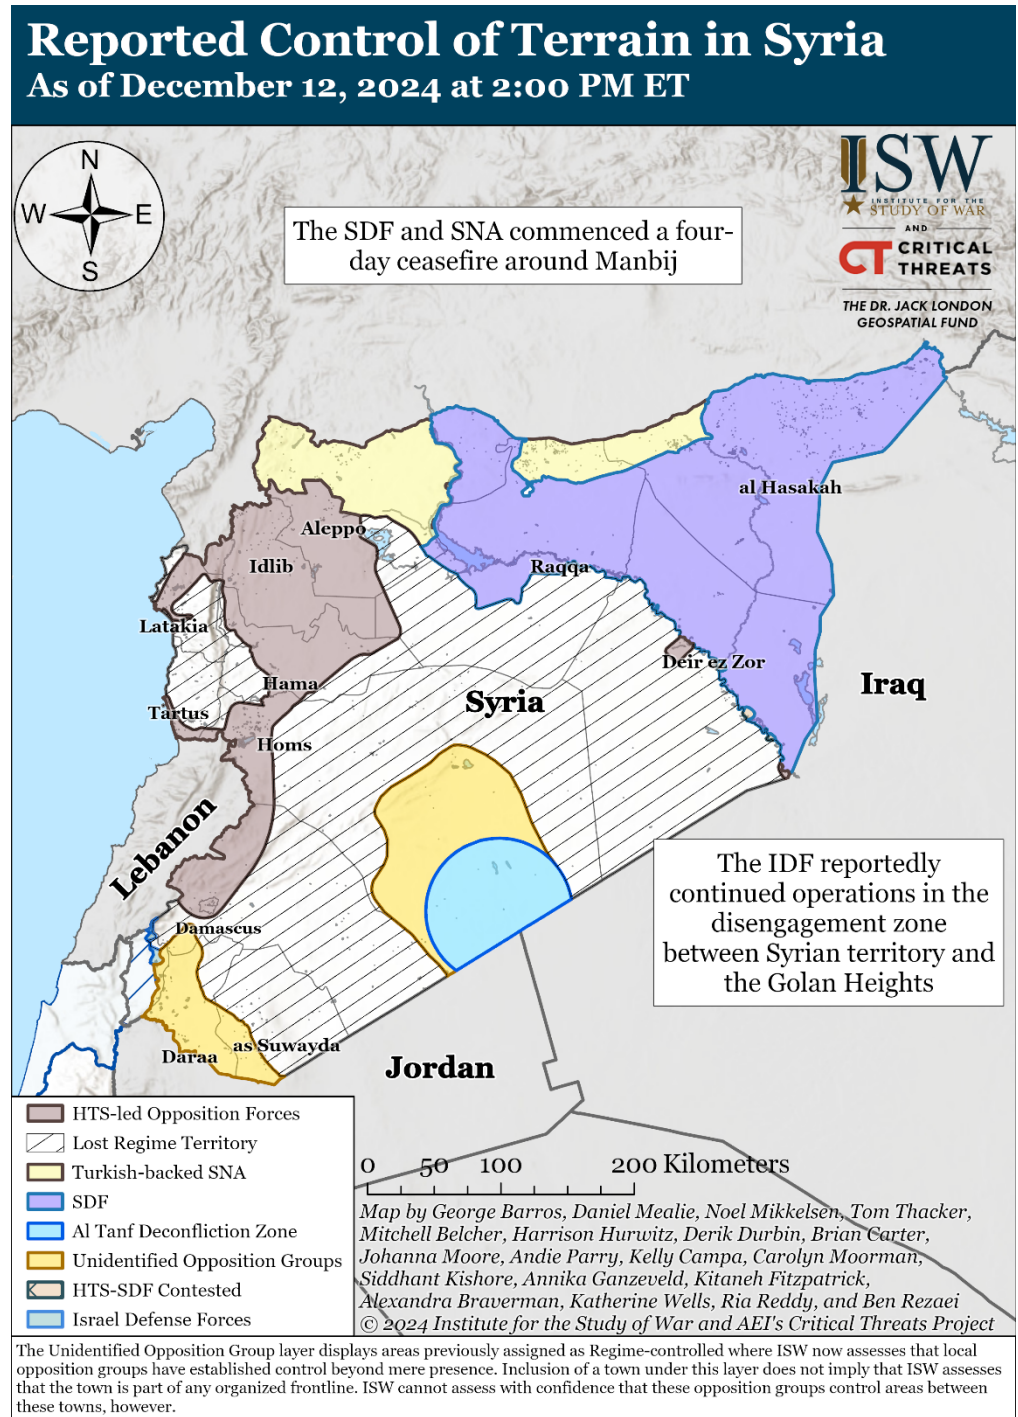 Reported Control of Terrain in Syria
As of December 12, 2024 at 2:00 PM ET
N
W
E
S
ISW
INSTITUTE FOR THE
STUDY OF WAR
AND
CT CRITICAL
THREATS
THE DR. JACK LONDON
GEOSPATIAL FUND
The SDF and SNA commenced a four-
day ceasefire around Manbij
al Hasakah
Aleppo
Idlib
Raqqa
Latakia
Deir ez Zor
Hama
Iraq
Syria
Tartus
Homs
Lebanon
The IDF reportedly
continued operations in the
disengagement zone
between Syrian territory and
the Golan Heights
Damascus
as Suwayda
Daraa
Jordan
HTS-led Opposition Forces
Lost Regime Territory
Turkish-backed SNA
SDF
Al Tanf Deconfliction Zone
Unidentified Opposition Groups
HTS-SDF Contested
Israel Defense Forces
0 50 100 200 Kilometers
Map by George Barros, Daniel Mealie, Noel Mikkelsen, Tom Thacker,
Mitchell Belcher, Harrison Hurwitz, Derik Durbin, Brian Carter,
Johanna Moore, Andie Parry, Kelly Campa, Carolyn Moorman,
Siddhant Kishore, Annika Ganzeveld, Kitaneh Fitzpatrick,
Alexandra Braverman, Katherine Wells, Ria Reddy, and Ben Rezaei
© 2024 Institute for the Study of War and AEI's Critical Threats Project
The Unidentified Opposition Group layer displays areas previously assigned as Regime-controlled where ISW now assesses that local
opposition groups have established control beyond mere presence. Inclusion of a town under this layer does not imply that ISW assesses
that the town is part of any organized frontline. ISW cannot assess with confidence that these opposition groups control areas between
these towns, however.